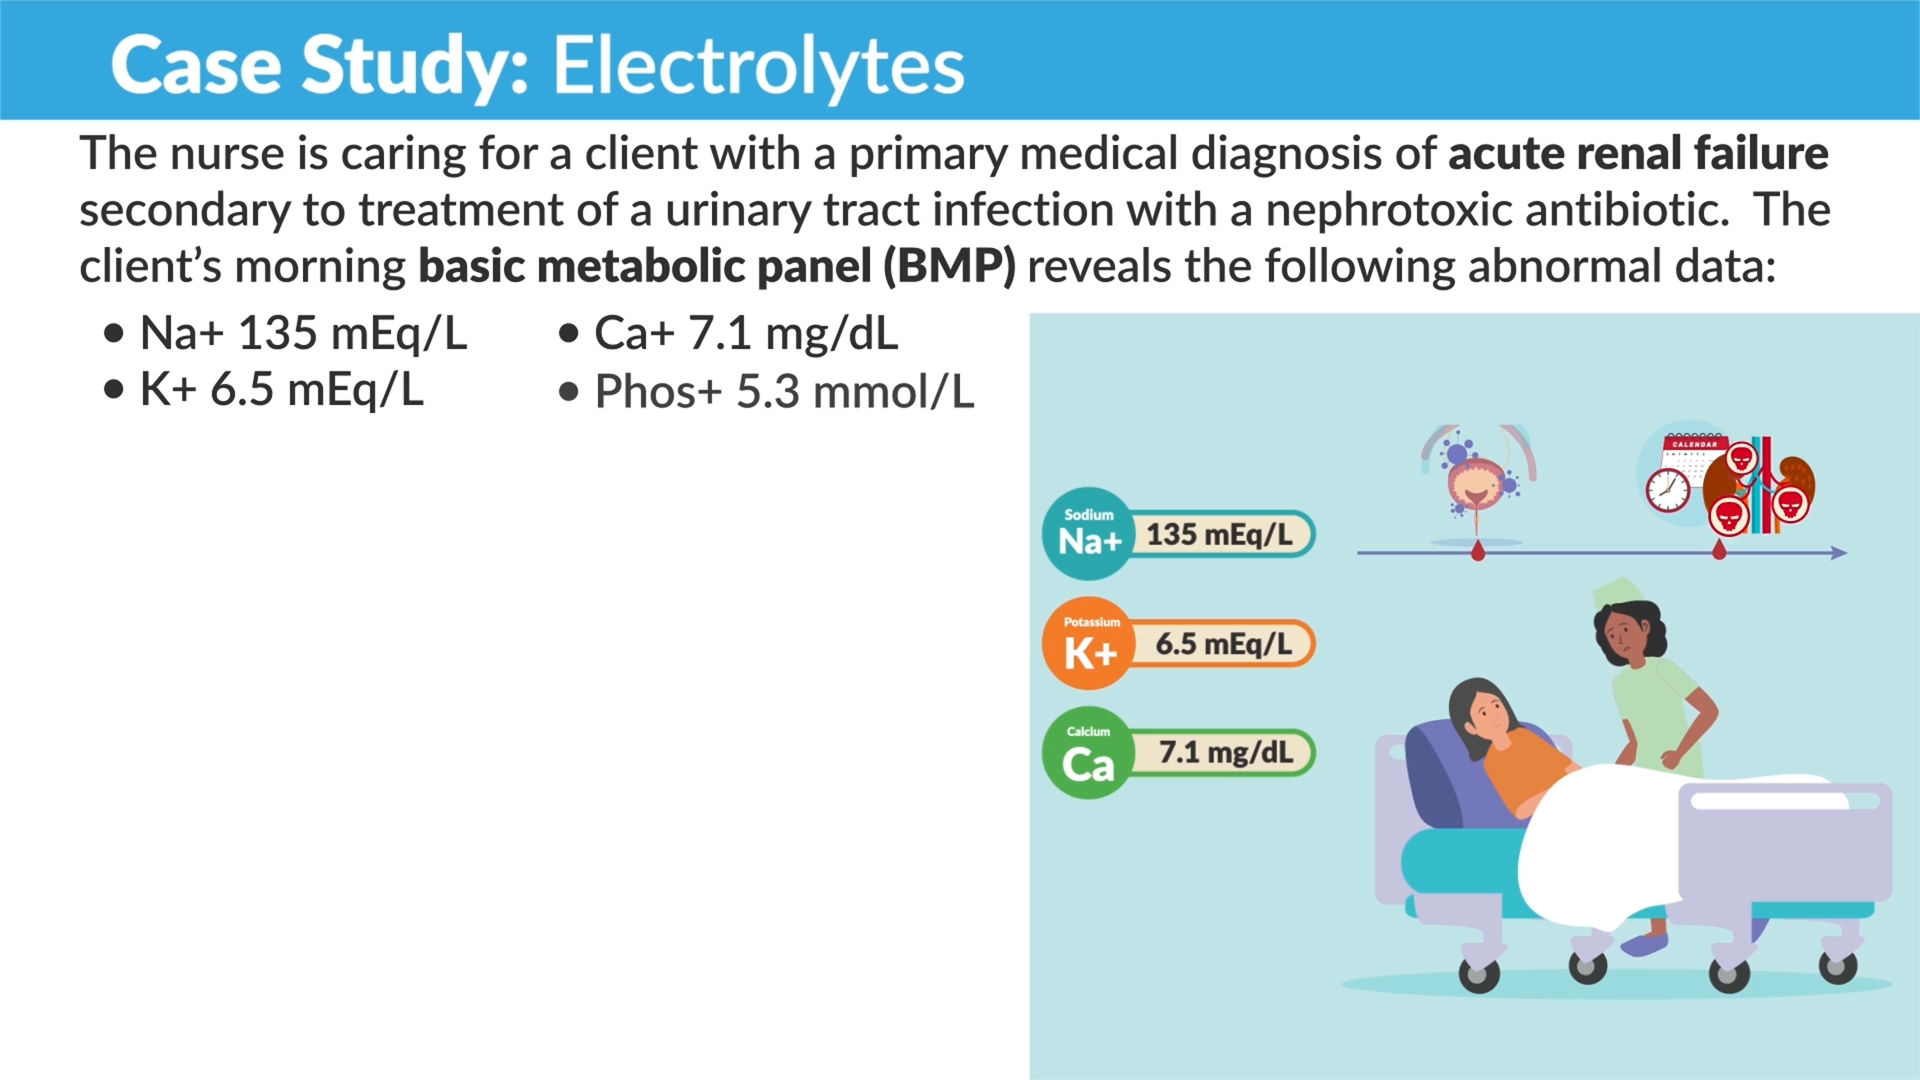 Case Study: Electrolytes
The nurse is caring for a client with a primary medical diagnosis of acute renal failure
secondary to treatment of a urinary tract infection with a nephrotoxic antibiotic. The
client's morning basic metabolic panel (BMP) reveals the following abnormal data:
• Na+ 135 mEq/L
• K+ 6.5 mEq/L
• Ca+ 7.1 mg/dL
• Phos+ 5.3 mmol/L
CALENDAR
Sodium
Na+ 135 mEq/L
Potassium
K+ 6.5 mEq/L
Calcium
Ca 7.1 mg/dL